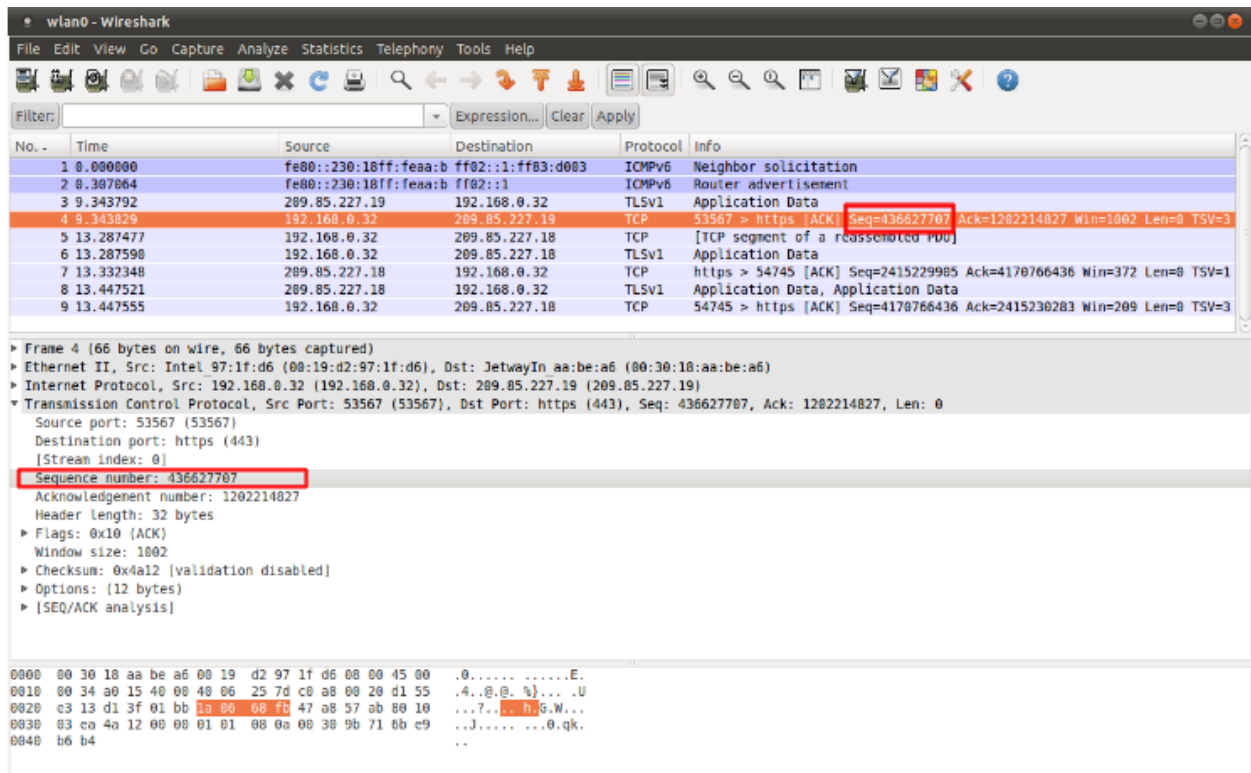 wlan0 - Wireshark
File Edit View Go Capture Analyze Statistics Telephony Tools Help
Filter: Expression... Clear Apply
No. - Time Source Destination Protocol Info
1 0.000000 fe80::230:18ff:feaa:b ff02::1:ff83:d003 ICMPv6 Neighbor solicitation
2 0.307064 fe80::230:18ff:feaa:b ff02::1 ICMPv6 Router advertisement
3 9.343792 209.85.227.19 192.168.0.32 TLSv1 Application Data
4 9.343829 192.168.0.32 209.85.227.19 TCP 53567 > https [ACK] Seq=436627707 Ack=1202214827 Win=1002 Len=0 TSV=3
5 13.287477 192.168.0.32 209.85.227.18 TCP [TCP segment of a reassembled PDU]
6 13.287590 192.168.0.32 209.85.227.18 TLSv1 Application Data
7 13.332348 209.85.227.18 192.168.0.32 TCP https > 54745 [ACK] Seq=2415229905 Ack=4170766436 Win=372 Len=0 TSV=1
8 13.447521 209.85.227.18 192.168.0.32 TLSv1 Application Data, Application Data
9 13.447555 192.168.0.32 209.85.227.18 TCP 54745 > https [ACK] Seq=4170766436 Ack=2415230283 Win=209 Len=0 TSV=3
Frame 4 (66 bytes on wire, 66 bytes captured)
Ethernet II, Src: Intel_97:1f:d6 (00:19:d2:97:1f:d6), Dst: JetwayIn_aa:be:a6 (00:30:18:aa:be:a6)
Internet Protocol, Src: 192.168.0.32 (192.168.0.32), Dst: 209.85.227.19 (209.85.227.19)
Transmission Control Protocol, Src Port: 53567 (53567), Dst Port: https (443), Seq: 436627707, Ack: 1202214827, Len: 0
Source port: 53567 (53567)
Destination port: https (443)
[Stream index: 0]
Sequence number: 436627707
Acknowledgement number: 1202214827
Header length: 32 bytes
Flags: 0x10 (ACK)
Window size: 1002
Checksum: 0x4a12 [validation disabled]
Options: (12 bytes)
[SEQ/ACK analysis]
0000 00 30 18 aa be a6 00 19 d2 97 1f d6 08 00 45 00 .0...... ......E.
0010 00 34 a0 15 40 00 40 06 25 7d c0 a8 00 20 d1 55 .4..@.@. %}... .U
0020 e3 13 d1 3f 01 bb 1a 06 68 fb 47 a8 57 ab 80 10 ...?.... h.G.W...
0030 03 ea 4a 12 00 00 01 01 08 0a 00 30 9b 71 6b e9 ..J..... ...0.qk.
0040 b6 b4 ..